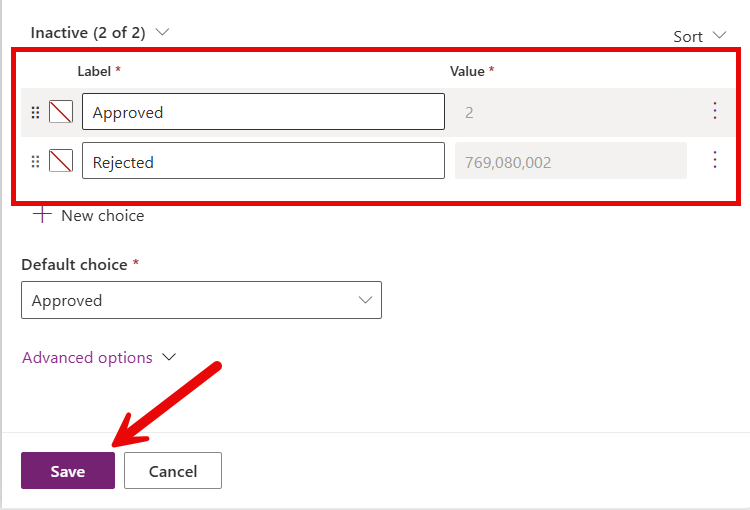 Inactive (2 of 2)
Sort
Label * Value *
Approved 2
Rejected 769,080,002
New choice
Default choice *
Approved
Advanced options
Save Cancel